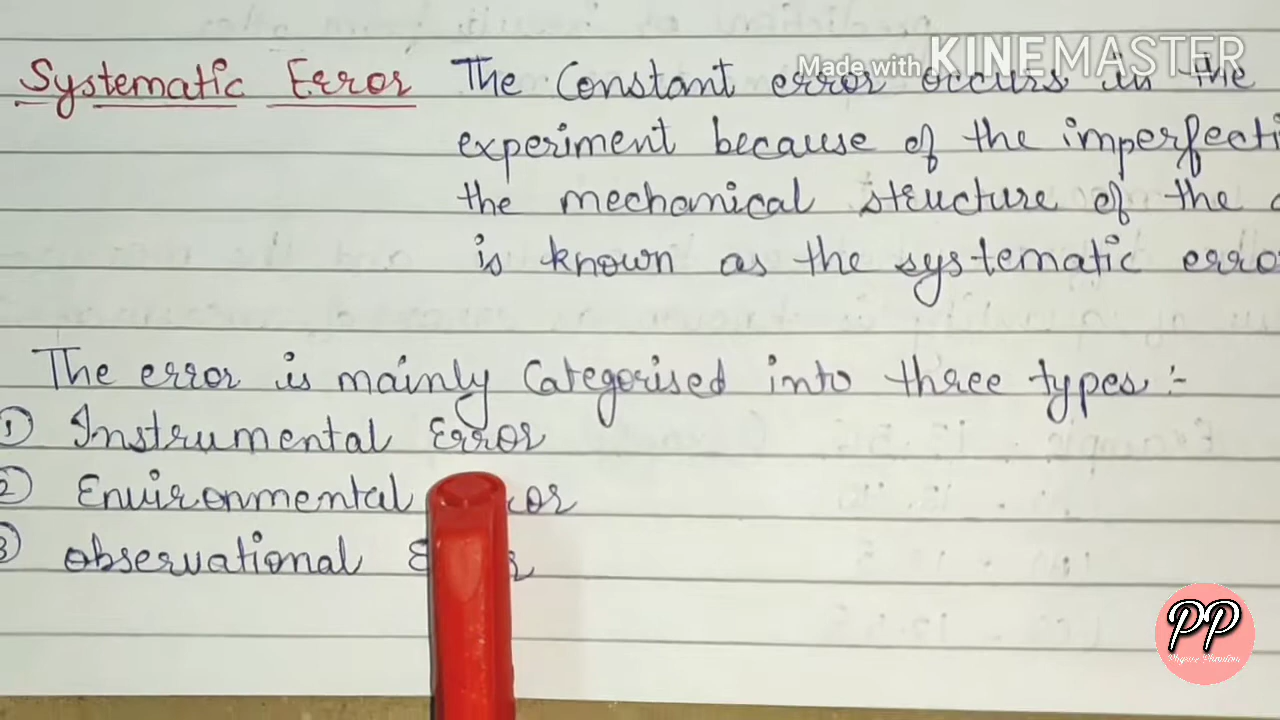 Made with KINEMASTER
Systematic Error The Constant error occurs in the
experiment because of the imperfecti
the mechanical structure of the
is known as the systematic erro
The error is mainly Categorised into three types :-
① Instrumental Error
② Environmental
③ Observational
PP